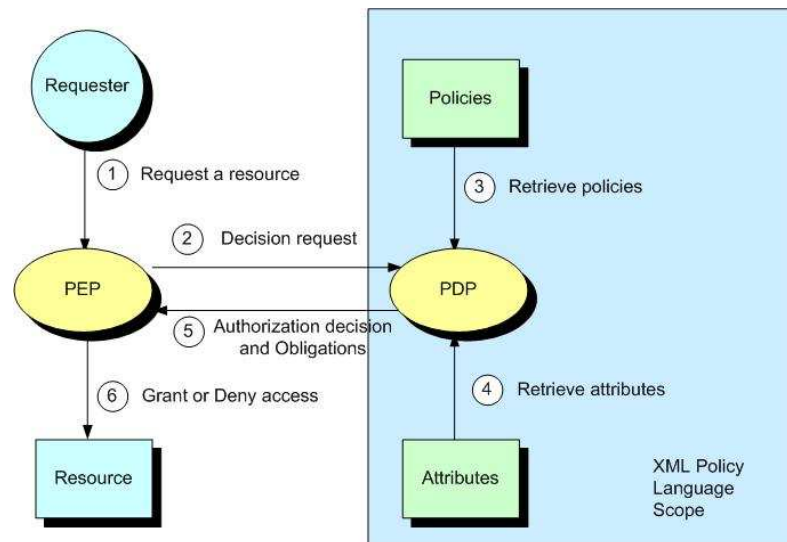 Requester
Policies
1 Request a resource
3 Retrieve policies
2 Decision request
PEP
PDP
5 Authorization decision
and Obligations
6 Grant or Deny access
4 Retrieve attributes
Resource
Attributes
XML Policy
Language
Scope